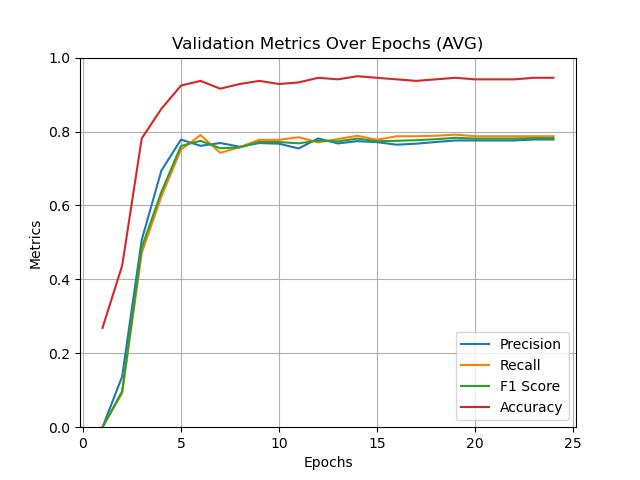 Validation Metrics Over Epochs (AVG)
1.0
0.8
0.6
0.4
0.2
0.0
Metrics
0 5 10 15 20 25
Epochs
Precision
Recall
F1 Score
Accuracy